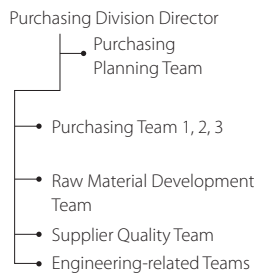 Purchasing Division Director
Purchasing
Planning Team
Purchasing Team 1, 2, 3
Raw Material Development
Team
Supplier Quality Team
Engineering-related Teams